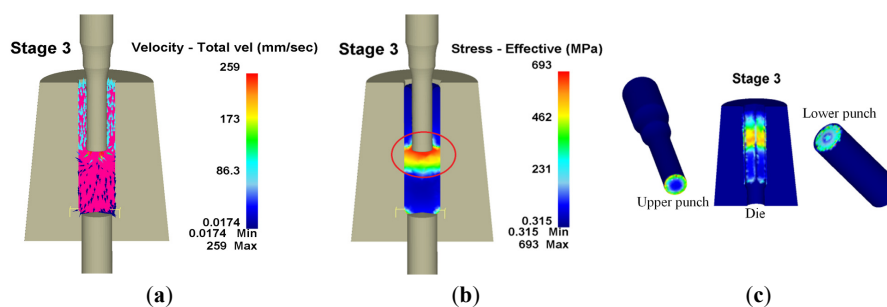 Stage 3
Velocity - Total vel (mm/sec)
259
173
86.3
0.0174
0.0174 Min
259 Max
(a)
Stage 3
Stress - Effective (MPa)
693
462
231
0.315
0.315 Min
693 Max
(b)
Stage 3
Lower punch
Upper punch
Die
(c)